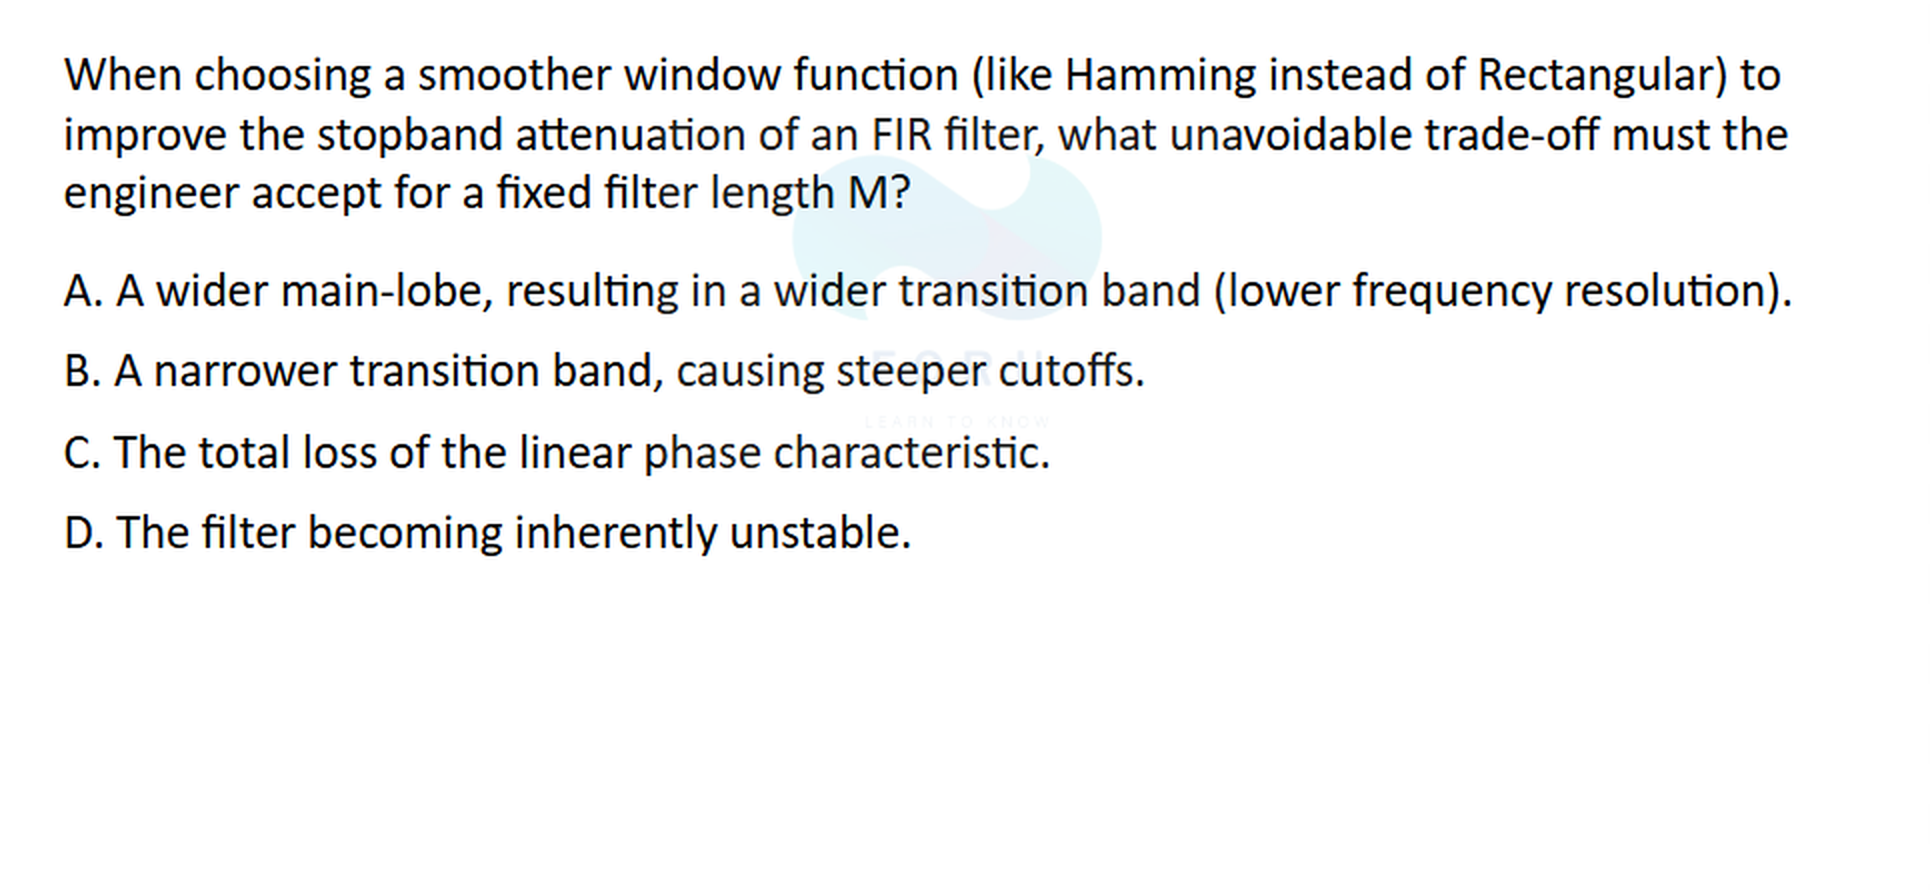 When choosing a smoother window function (like Hamming instead of Rectangular) to
improve the stopband attenuation of an FIR filter, what unavoidable trade-off must the
engineer accept for a fixed filter length M?
A. A wider main-lobe, resulting in a wider transition band (lower frequency resolution).
B. A narrower transition band, causing steeper cutoffs.
LEARN TO KNOW
C. The total loss of the linear phase characteristic.
D. The filter becoming inherently unstable.